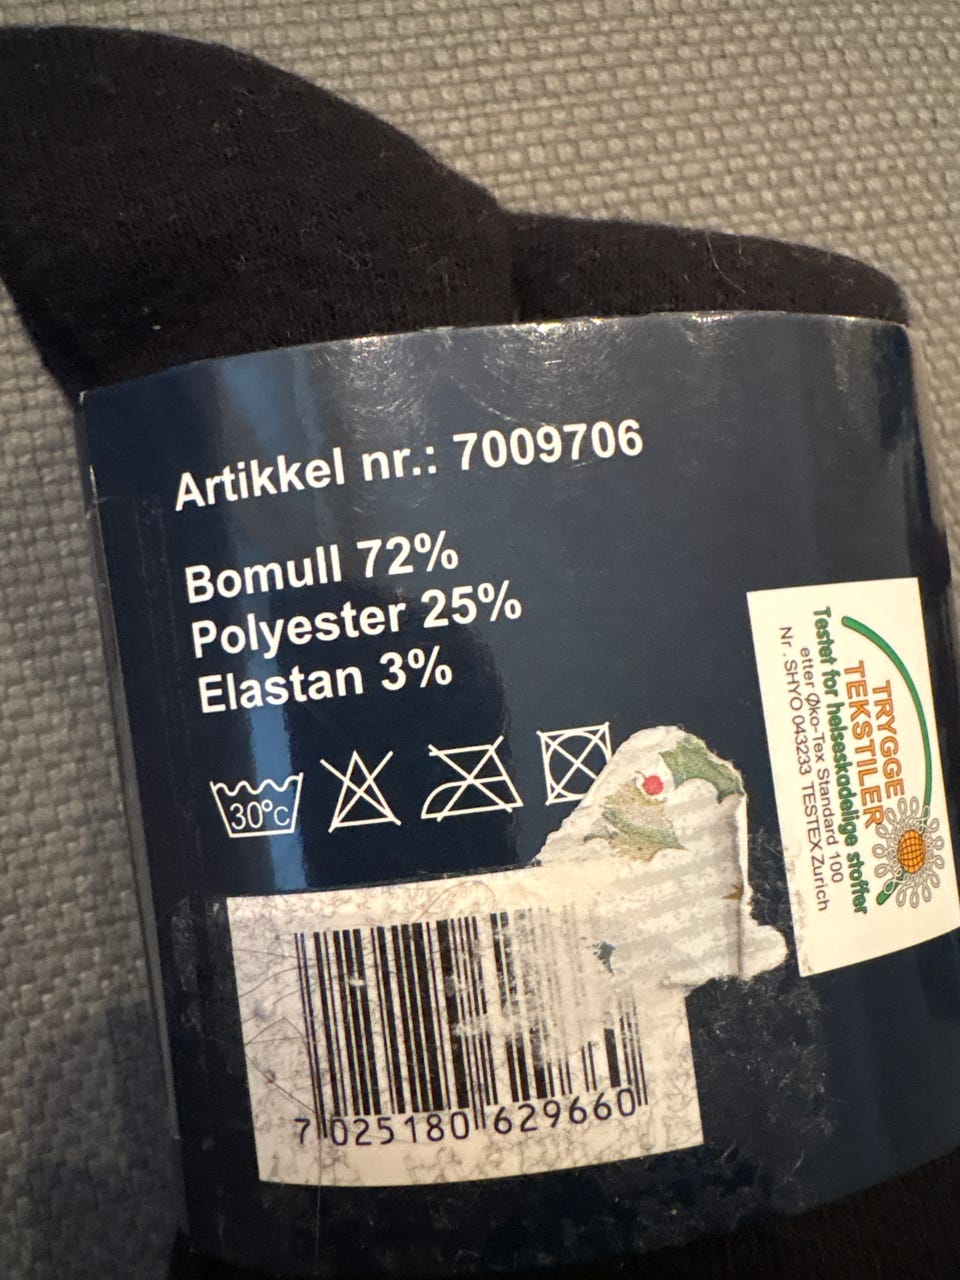 Artikkel nr.: 7009706
Bomull 72%
Polyester 25%
Elastan 3%
30°C
TRYGGE
TEKSTILER
Testet for helseskadelige stoffer
etter Øko-Tex Standard 100
Nr. SHYO 043233 TESTEX Zurich
7 025180 629660